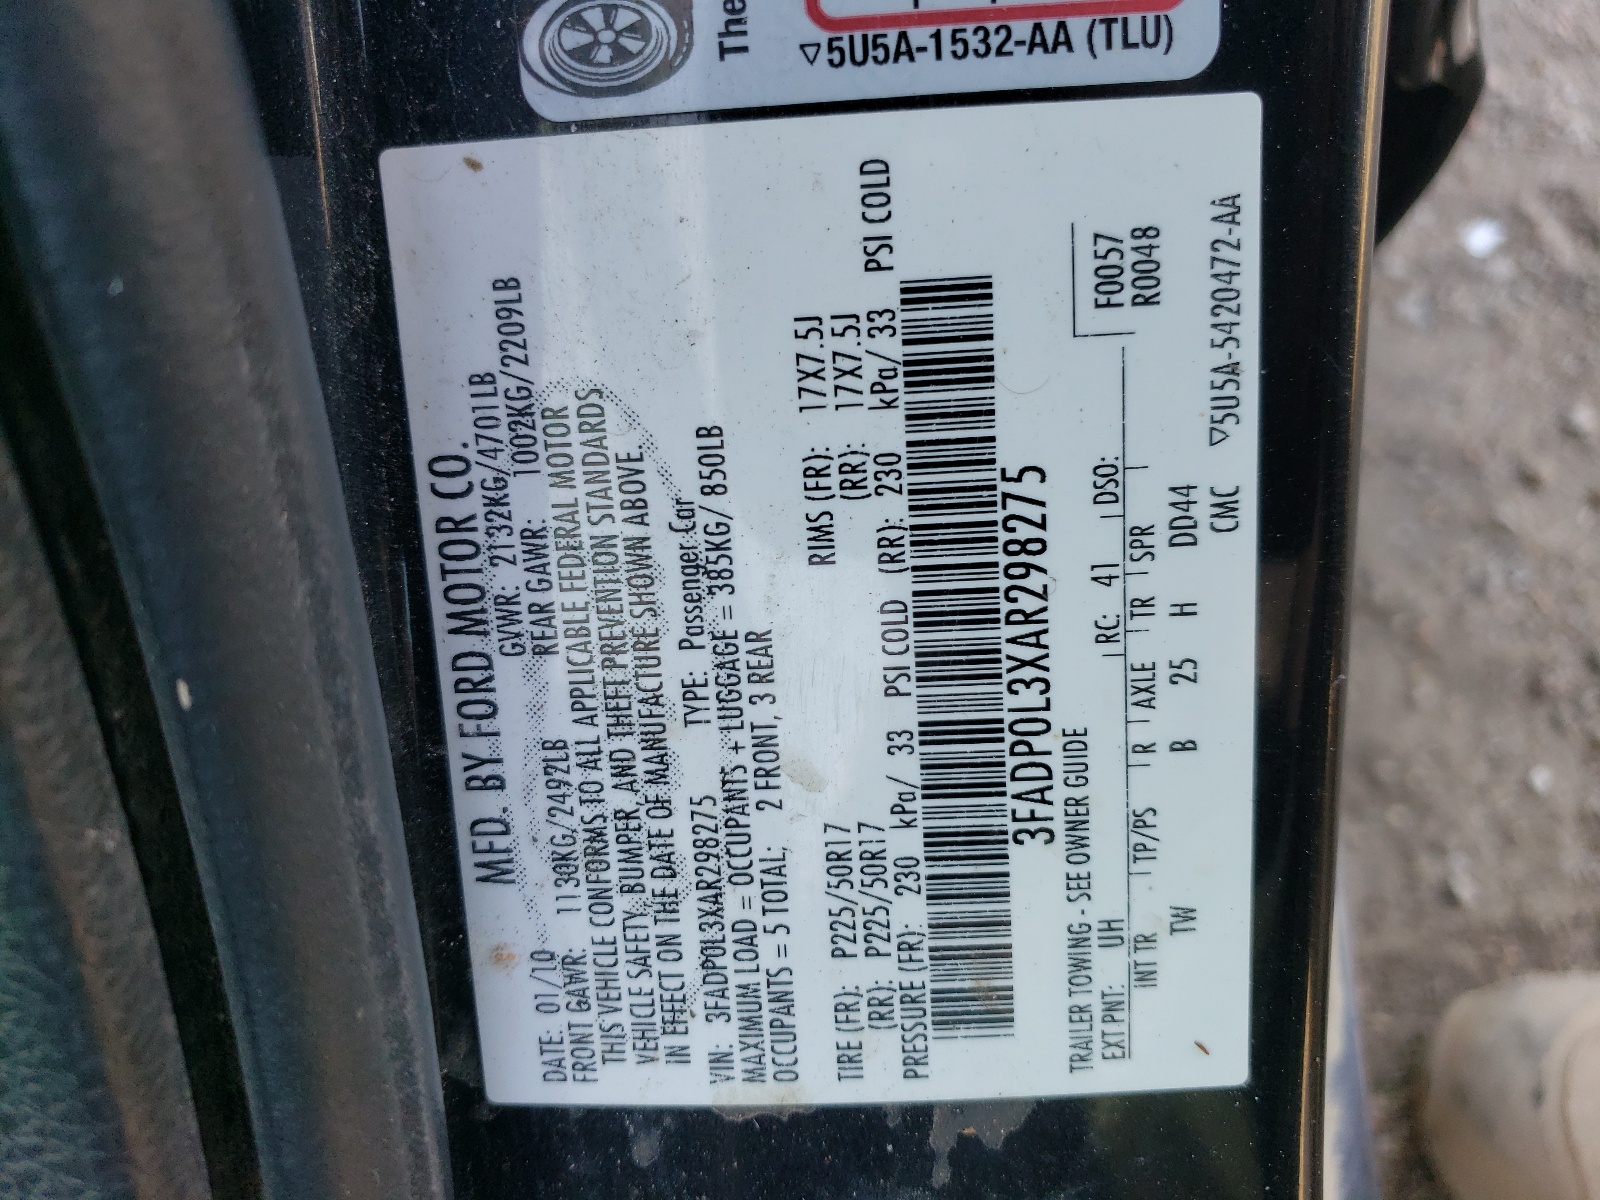 The
▽5U5A-1532-AA (TLU)
MFD. BY FORD MOTOR CO.
DATE: 01/10 GVWR: 2132KG/4701LB
FRONT GAWR: 1130KG/2492LB REAR GAWR: 1002KG/2209LB
THIS VEHICLE CONFORMS TO ALL APPLICABLE FEDERAL MOTOR
VEHICLE SAFETY, BUMPER, AND THEFT PREVENTION STANDARDS
IN EFFECT ON THE DATE OF MANUFACTURE SHOWN ABOVE.
VIN: 3FADP0L3XAR298275 TYPE: Passenger Car
MAXIMUM LOAD = OCCUPANTS + LUGGAGE = 385KG/ 850LB
OCCUPANTS = 5 TOTAL, 2 FRONT, 3 REAR
TIRE (FR): P225/50R17 RIMS (FR): 17X7.5J
(RR): P225/50R17 (RR): 17X7.5J
PRESSURE (FR): 230 kPa/ 33 PSI COLD (RR): 230 kPa/ 33 PSI COLD
3FADP0L3XAR298275
TRAILER TOWING - SEE OWNER GUIDE F0057
EXT PNT: UH RC: 41 DSO: R0048
INT TR TP/PS R AXLE TR SPR
TW B 25 H DD44
CMC ▽5U5A-5420472-AA